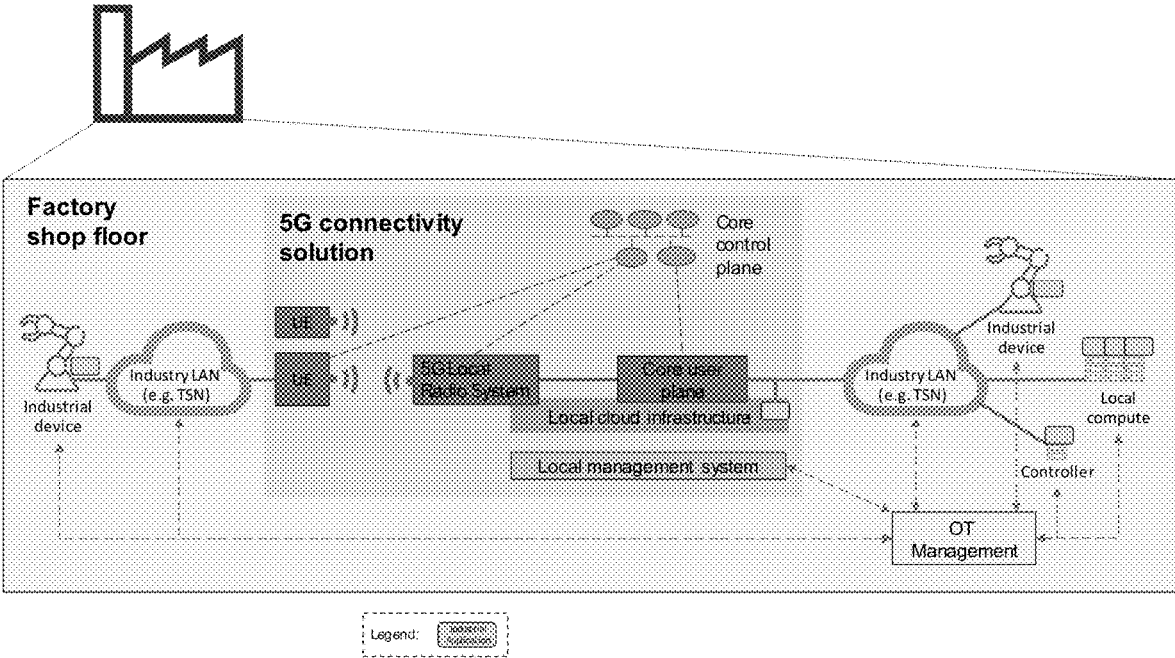 Factory
shop floor
5G connectivity
solution
Core
control
plane
UE
UE
5G Local
Radio System
Core user
plane
Local cloud infrastructure
Local management system
Industrial
device
Industry LAN
(e.g. TSN)
Industry LAN
(e.g. TSN)
Industrial
device
Local
compute
Controller
OT
Management
Legend: